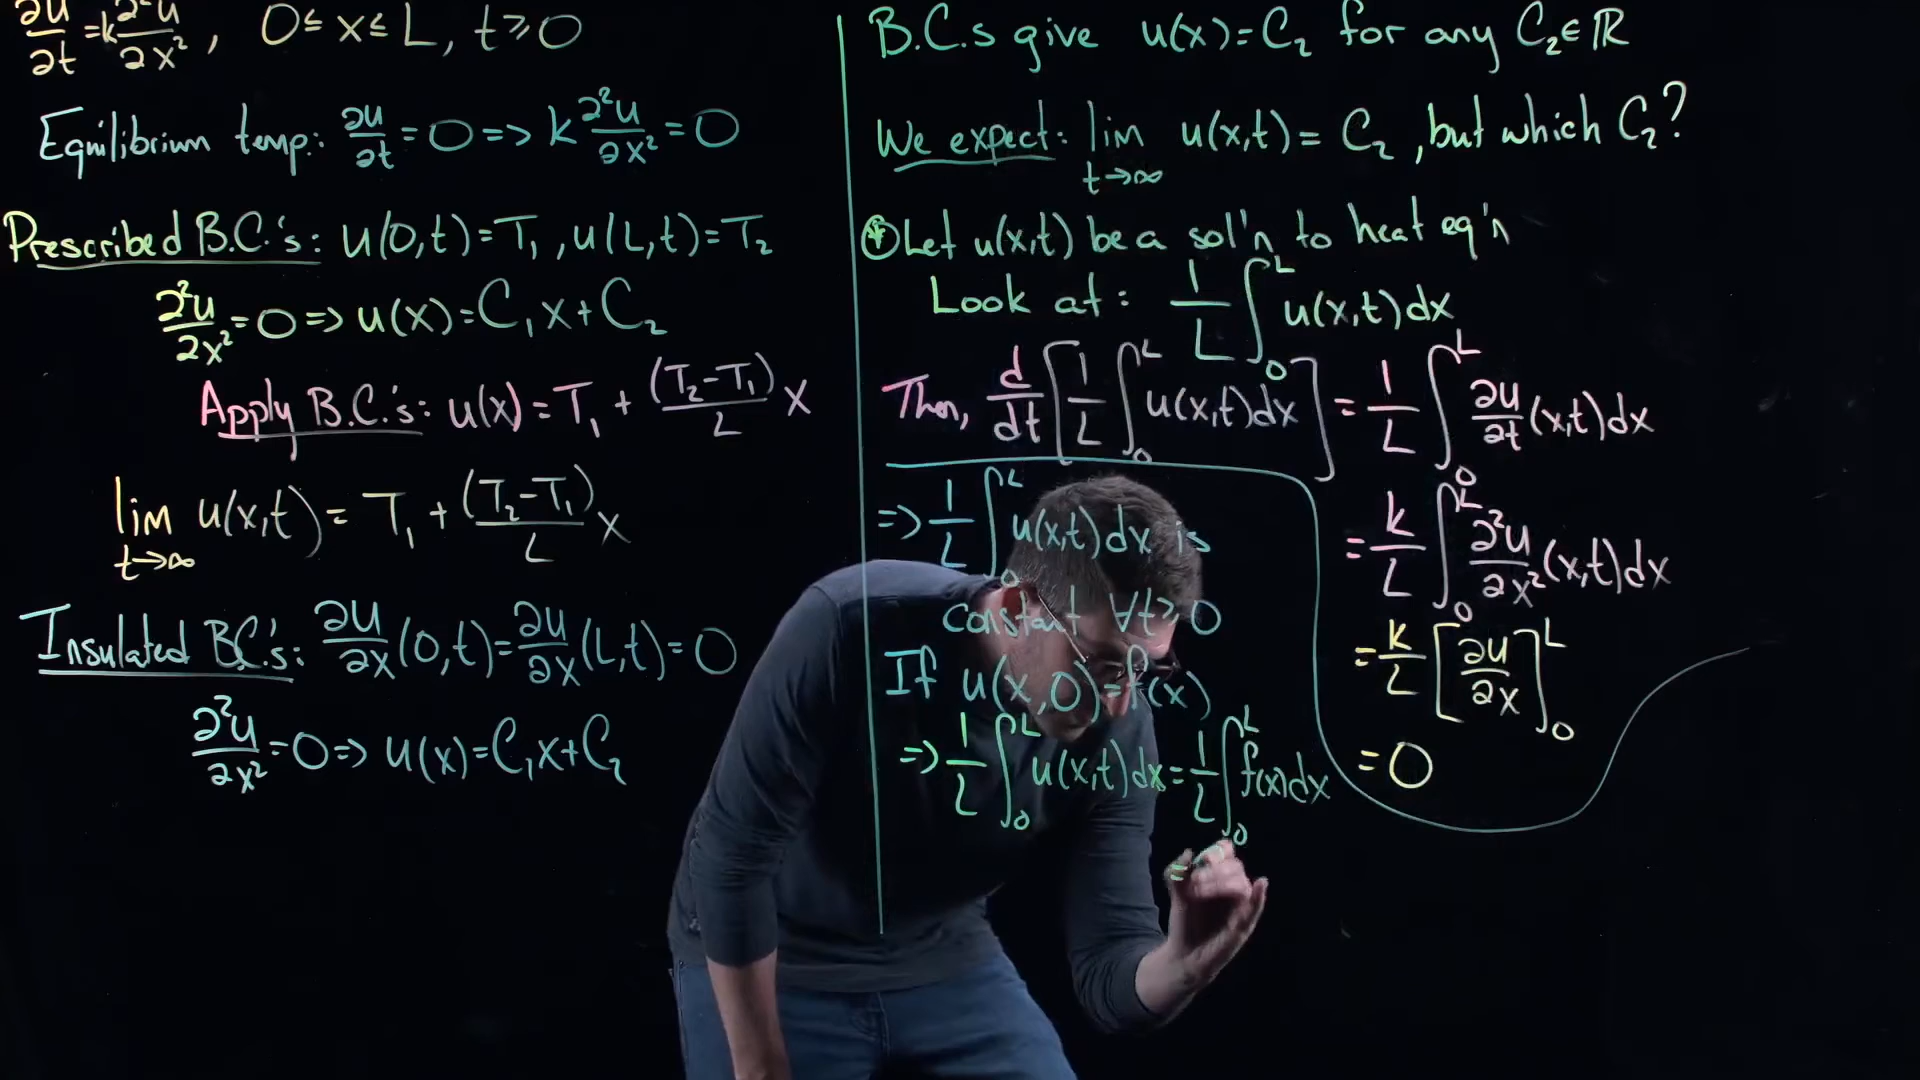 ∂u/∂t = k ∂²u/∂x² , 0 ≤ x ≤ L, t ≥ 0
Equilibrium temp.: ∂u/∂t = 0 => k ∂²u/∂x² = 0
Prescribed B.C.'s: u(0,t) = T₁, u(L,t) = T₂
∂²u/∂x² = 0 => u(x) = C₁x + C₂
Apply B.C.'s: u(x) = T₁ + (T₂-T₁)/L x
lim t→∞ u(x,t) = T₁ + (T₂-T₁)/L x
Insulated B.C.'s: ∂u/∂x (0,t) = ∂u/∂x (L,t) = 0
∂²u/∂x² = 0 => u(x) = C₁x + C₂
B.C.s give u(x) = C₂ for any C₂ ∈ ℝ
We expect: lim t→∞ u(x,t) = C₂, but which C₂?
⊛ Let u(x,t) be a sol'n to heat eq'n
Look at: 1/L ∫₀ᴸ u(x,t) dx
Then, d/dt [1/L ∫₀ᴸ u(x,t) dx] = 1/L ∫₀ᴸ ∂u/∂t (x,t) dx
= k/L ∫₀ᴸ ∂²u/∂x² (x,t) dx
= k/L [∂u/∂x]₀ᴸ
= 0
=> 1/L ∫₀ᴸ u(x,t) dx is
constant ∀t ≥ 0
If u(x,0) = f(x)
=> 1/L ∫₀ᴸ u(x,t) dx = 1/L ∫₀ᴸ f(x) dx
=